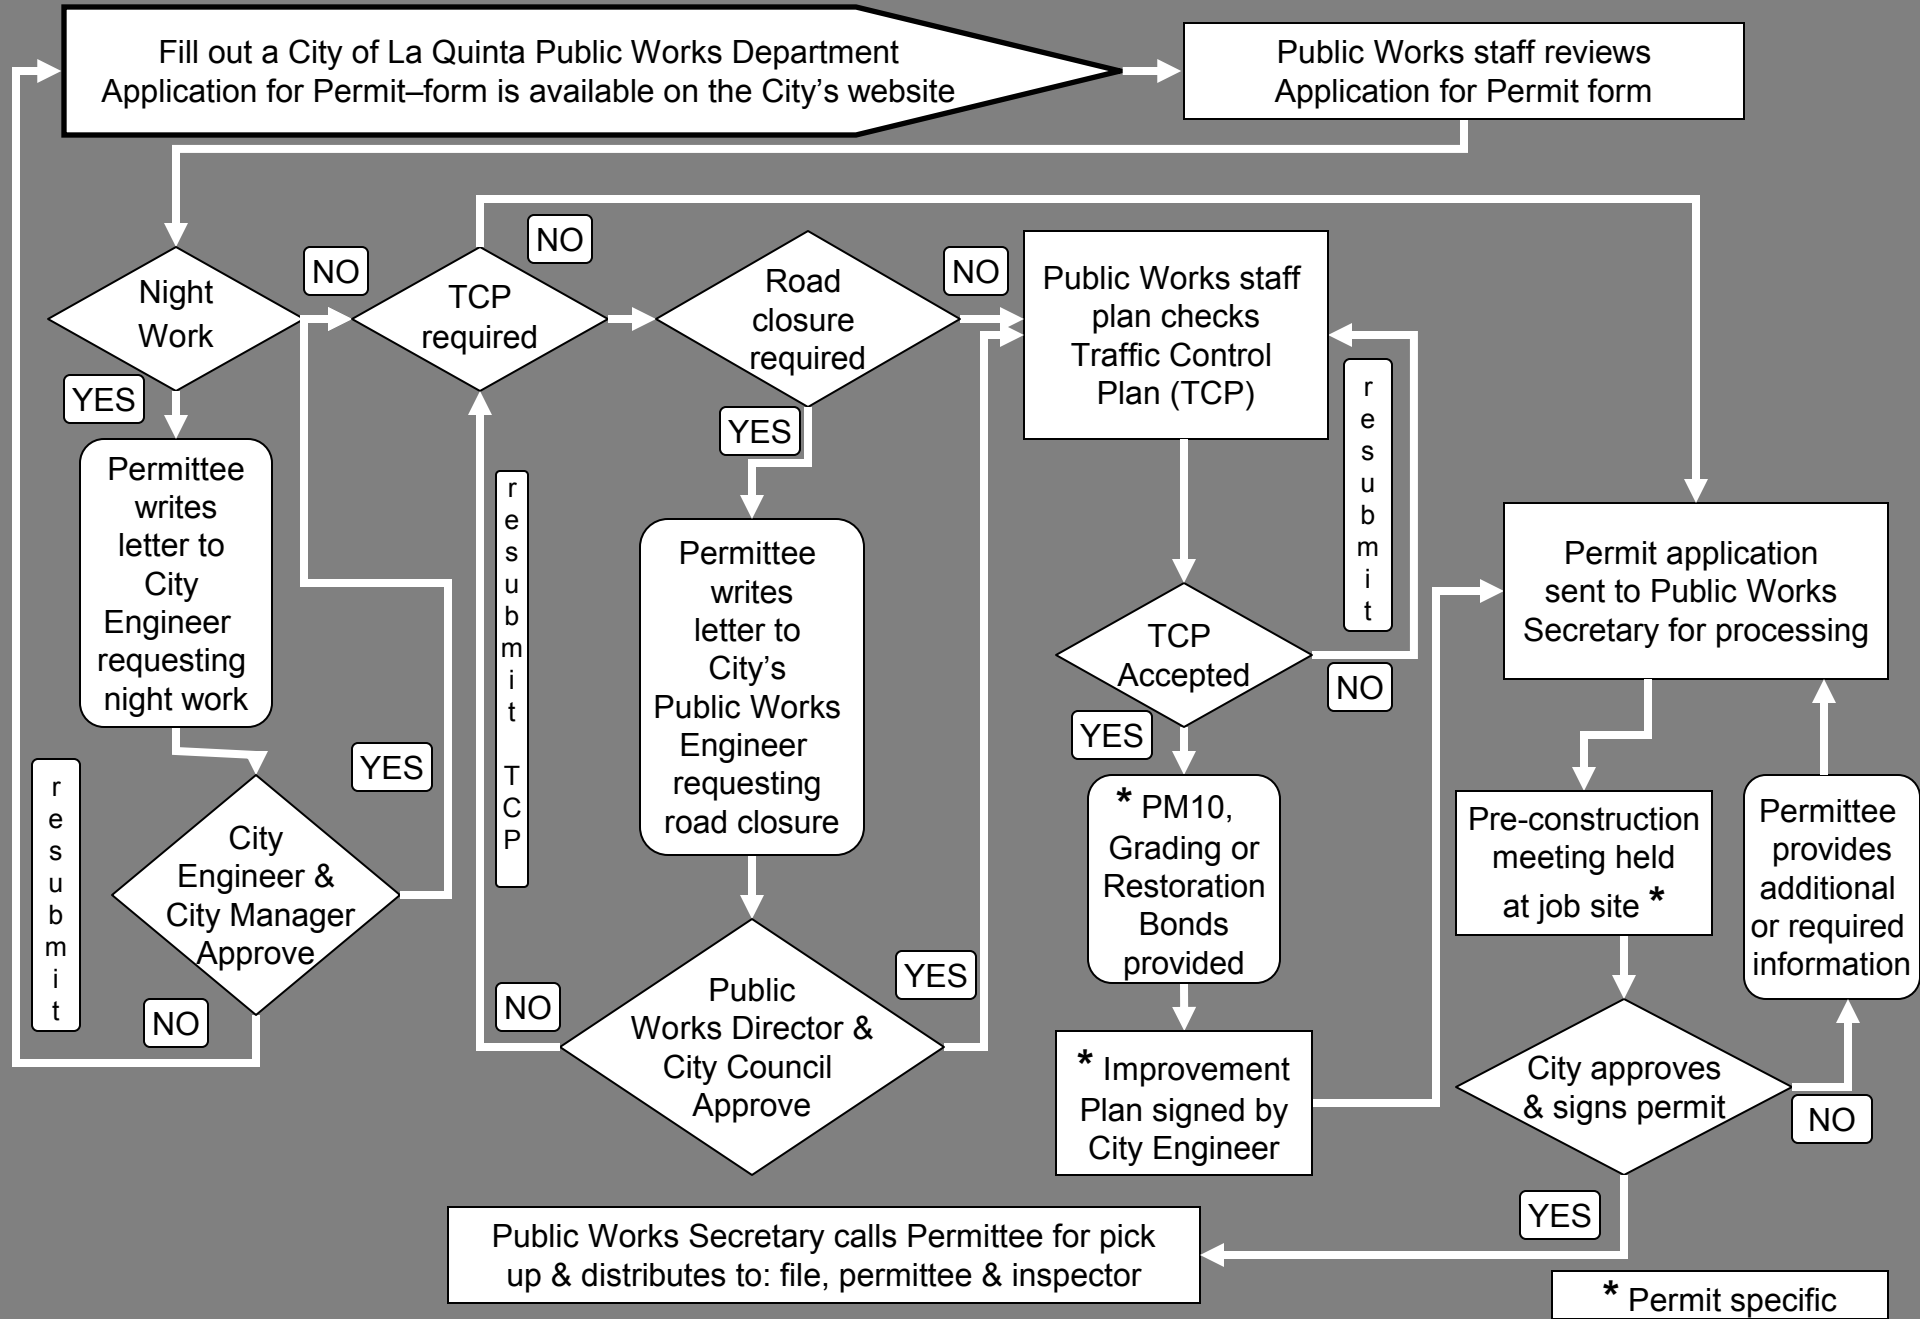 Fill out a City of La Quinta Public Works Department
Application for Permit–form is available on the City's website
Public Works staff reviews
Application for Permit form
Night
Work
NO
YES
TCP
required
NO
Road
closure
required
NO
YES
Public Works staff
plan checks
Traffic Control
Plan (TCP)
resubmit
Permittee
writes
letter to
City
Engineer
requesting
night work
YES
City
Engineer &
City Manager
Approve
NO
resubmit
resubmit TCP
Permittee
writes
letter to
City's
Public Works
Engineer
requesting
road closure
Public
Works Director &
City Council
Approve
NO
YES
TCP
Accepted
NO
YES
* PM10,
Grading or
Restoration
Bonds
provided
* Improvement
Plan signed by
City Engineer
Permit application
sent to Public Works
Secretary for processing
Pre-construction
meeting held
at job site *
Permittee
provides
additional
or required
information
City approves
& signs permit
NO
YES
Public Works Secretary calls Permittee for pick
up & distributes to: file, permittee & inspector
* Permit specific